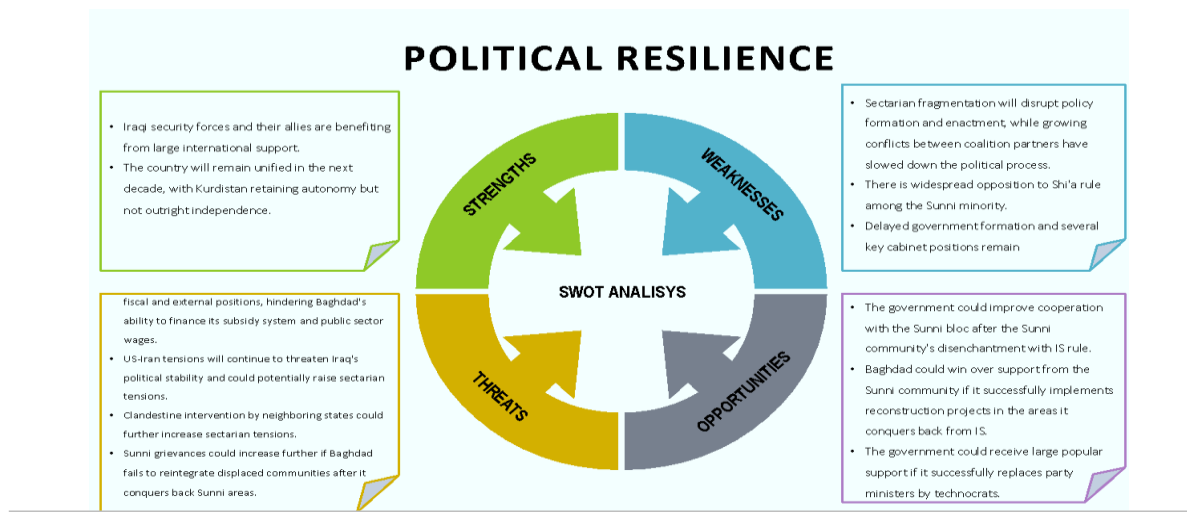 POLITICAL RESILIENCE
• Iraqi security forces and their allies are benefiting
from large international support.
• The country will remain unified in the next
decade, with Kurdistan retaining autonomy but
not outright independence.
• Sectarian fragmentation will disrupt policy
formation and enactment, while growing
conflicts between coalition partners have
slowed down the political process.
• There is widespread opposition to Shi'a rule
among the Sunni minority.
• Delayed government formation and several
key cabinet positions remain
STRENGTHS
WEAKNESSES
SWOT ANALISYS
THREATS
OPPORTUNITIES
fiscal and external positions, hindering Baghdad's
ability to finance its subsidy system and public sector
wages.
• US-Iran tensions will continue to threaten Iraq's
political stability and could potentially raise sectarian
tensions.
• Clandestine intervention by neighboring states could
further increase sectarian tensions.
• Sunni grievances could increase further if Baghdad
fails to reintegrate displaced communities after it
conquers back Sunni areas.
• The government could improve cooperation
with the Sunni bloc after the Sunni
community's disenchantment with IS rule.
• Baghdad could win over support from the
Sunni community if it successfully implements
reconstruction projects in the areas it
conquers back from IS.
• The government could receive large popular
support if it successfully replaces party
ministers by technocrats.